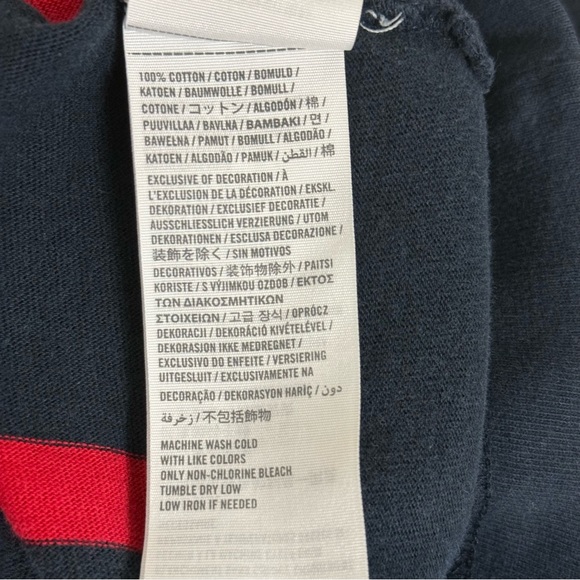 100% COTTON / COTON / BOMULD /
KATOEN / BAUMWOLLE / BOMULL /
COTONE / コットン / ALGODÓN / 棉 /
PUUVILLAA / BAVLNA / ΒΑΜΒΑΚΙ / 면 /
BAWEŁNA / PAMUT / BOMULL / ALGODÃO /
KATOEN / ALGODÃO / PAMUK / القطن / 棉
EXCLUSIVE OF DECORATION / À
L'EXCLUSION DE LA DÉCORATION / EKSKL.
DEKORATION / EXCLUSIEF DECORATIE /
AUSSCHLIESSLICH VERZIERUNG / UTOM
DEKORATIONEN / ESCLUSA DECORAZIONE /
装飾を除く / SIN MOTIVOS
DECORATIVOS / 装饰物除外 / PAITSI
KORISTE / S VÝJIMKOU OZDOB / ΕΚΤΟΣ
ΤΩΝ ΔΙΑΚΟΣΜΗΤΙΚΩΝ
ΣΤΟΙΧΕΙΩΝ / 고급 장식 / OPRÓCZ
DEKORACJI / DEKORÁCIÓ KIVÉTELÉVEL /
DEKORASJON IKKE MEDREGNET /
EXCLUSIVO DO ENFEITE / VERSIERING
UITGESLUIT / EXCLUSIVAMENTE NA
DECORAÇÃO / DEKORASYON HARİÇ / دون
زخرفة / 不包括飾物
MACHINE WASH COLD
WITH LIKE COLORS
ONLY NON-CHLORINE BLEACH
TUMBLE DRY LOW
LOW IRON IF NEEDED